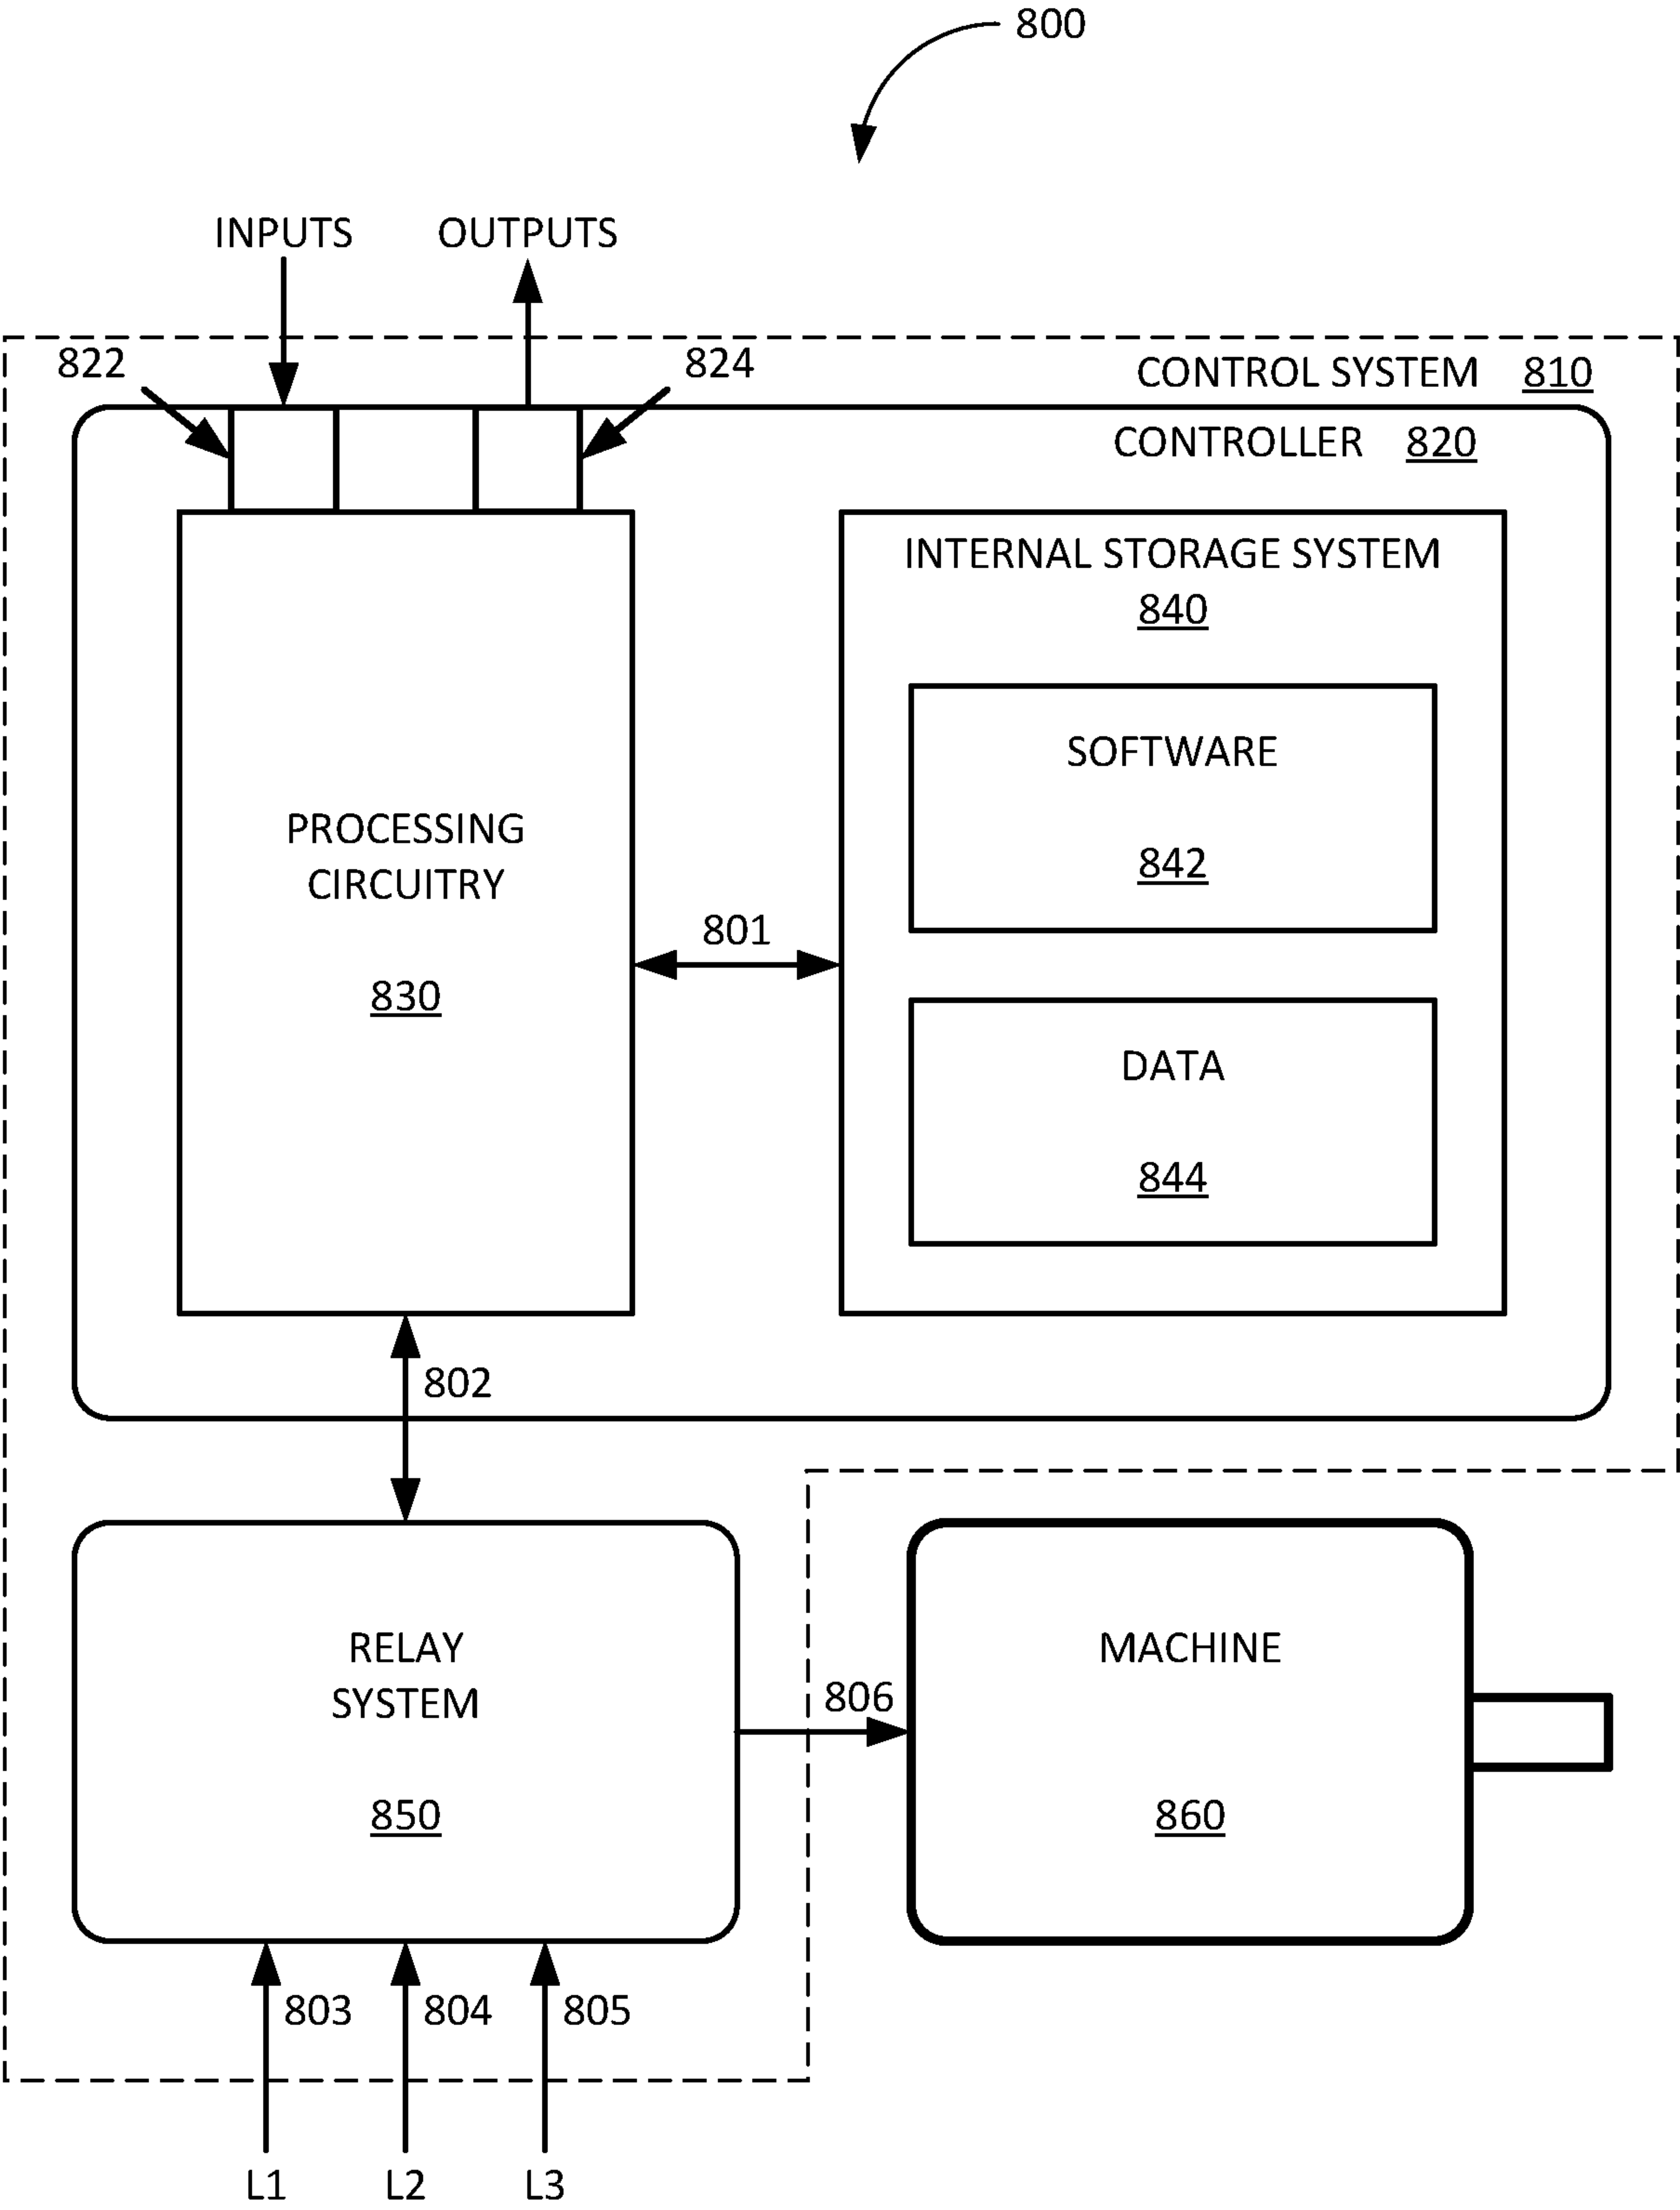 800
INPUTS
OUTPUTS
822
824
CONTROL SYSTEM 810
CONTROLLER 820
INTERNAL STORAGE SYSTEM
840
SOFTWARE
842
PROCESSING
CIRCUITRY
830
801
DATA
844
802
RELAY
SYSTEM
850
806
MACHINE
860
803
804
805
L1
L2
L3